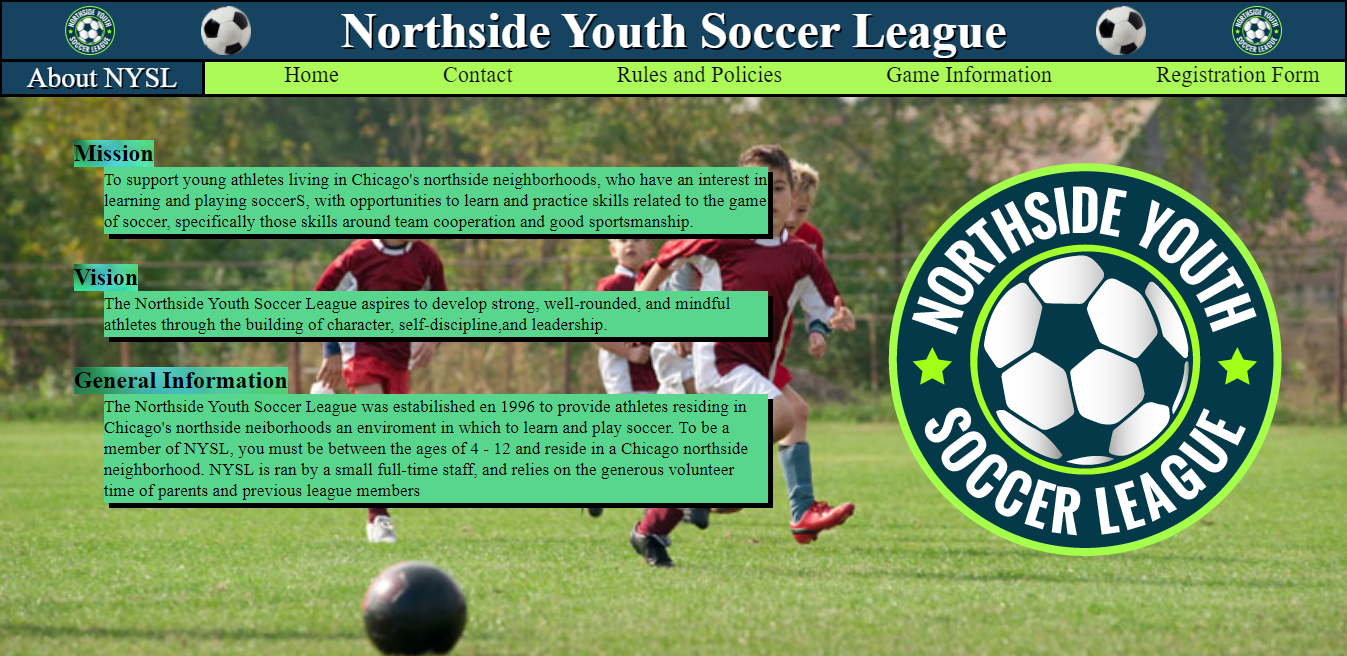 NORTHSIDE YOUTH
SOCCER LEAGUE
Northside Youth Soccer League
NORTHSIDE YOUTH
SOCCER LEAGUE
About NYSL
Home
Contact
Rules and Policies
Game Information
Registration Form
Mission
To support young athletes living in Chicago's northside neighborhoods, who have an interest in
learning and playing soccerS, with opportunities to learn and practice skills related to the game
of soccer, specifically those skills around team cooperation and good sportsmanship.
Vision
The Northside Youth Soccer League aspires to develop strong, well-rounded, and mindful
athletes through the building of character, self-discipline,and leadership.
General Information
The Northside Youth Soccer League was estabilished en 1996 to provide athletes residing in
Chicago's northside neiborhoods an enviroment in which to learn and play soccer. To be a
member of NYSL, you must be between the ages of 4 - 12 and reside in a Chicago northside
neighborhood. NYSL is ran by a small full-time staff, and relies on the generous volunteer
time of parents and previous league members
NORTHSIDE YOUTH
SOCCER LEAGUE